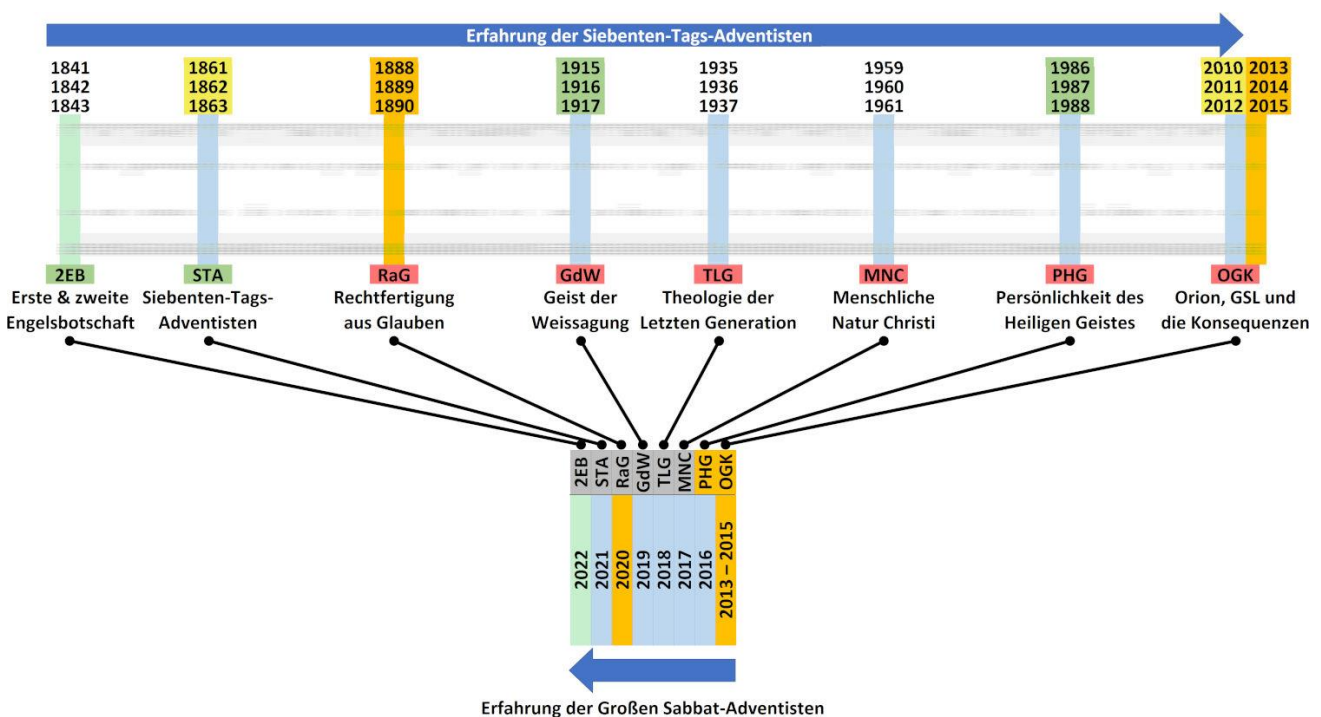 Erfahrung der Siebenten-Tags-Adventisten
1841 1861 1888 1915 1935 1959 1986 2010 2013
1842 1862 1889 1916 1936 1960 1987 2011 2014
1843 1863 1890 1917 1937 1961 1988 2012 2015
2EB STA RaG GdW TLG MNC PHG OGK
Erste & zweite Siebenten-Tags- Rechtfertigung Geist der Theologie der Menschliche Persönlichkeit des Orion, GSL und
Engelsbotschaft Adventisten aus Glauben Weissagung Letzten Generation Natur Christi Heiligen Geistes die Konsequenzen
2EB STA RaG GdW TLG MNC PHG OGK
2022 2021 2020 2019 2018 2017 2016 2013 – 2015
Erfahrung der Großen Sabbat-Adventisten